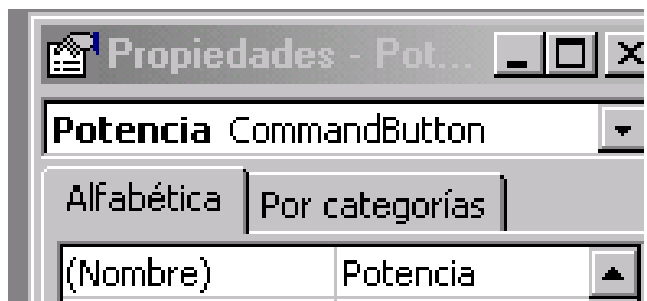 Propiedades - Pot...
Potencia CommandButton
Alfabética Por categorías
(Nombre) Potencia